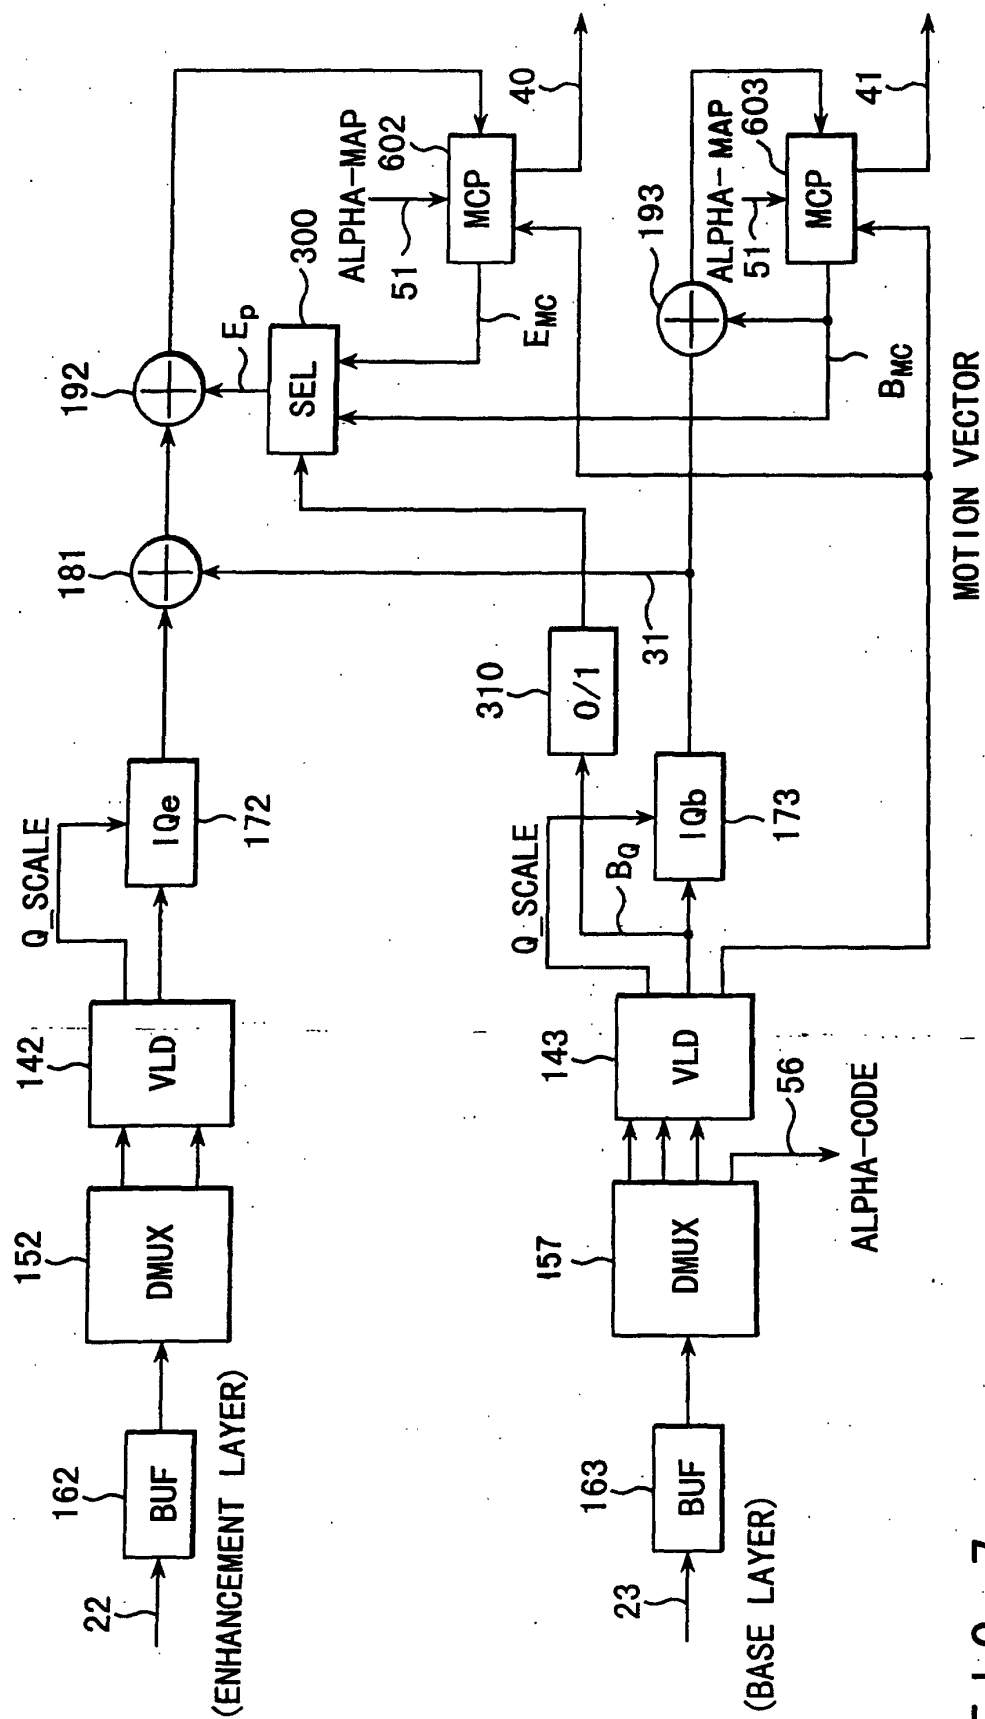 22
162
BUF
(ENHANCEMENT LAYER)
152
DMUX
142
VLD
Q_SCALE
IQe
172
181
192
EP
300
SEL
EMC
ALPHA-MAP
51
602
MCP
40
23
163
BUF
(BASE LAYER)
157
DMUX
56
ALPHA-CODE
143
VLD
Q_SCALE
BQ
IQb
173
310
0/1
31
193
BMC
ALPHA-MAP
51
603
MCP
41
MOTION VECTOR